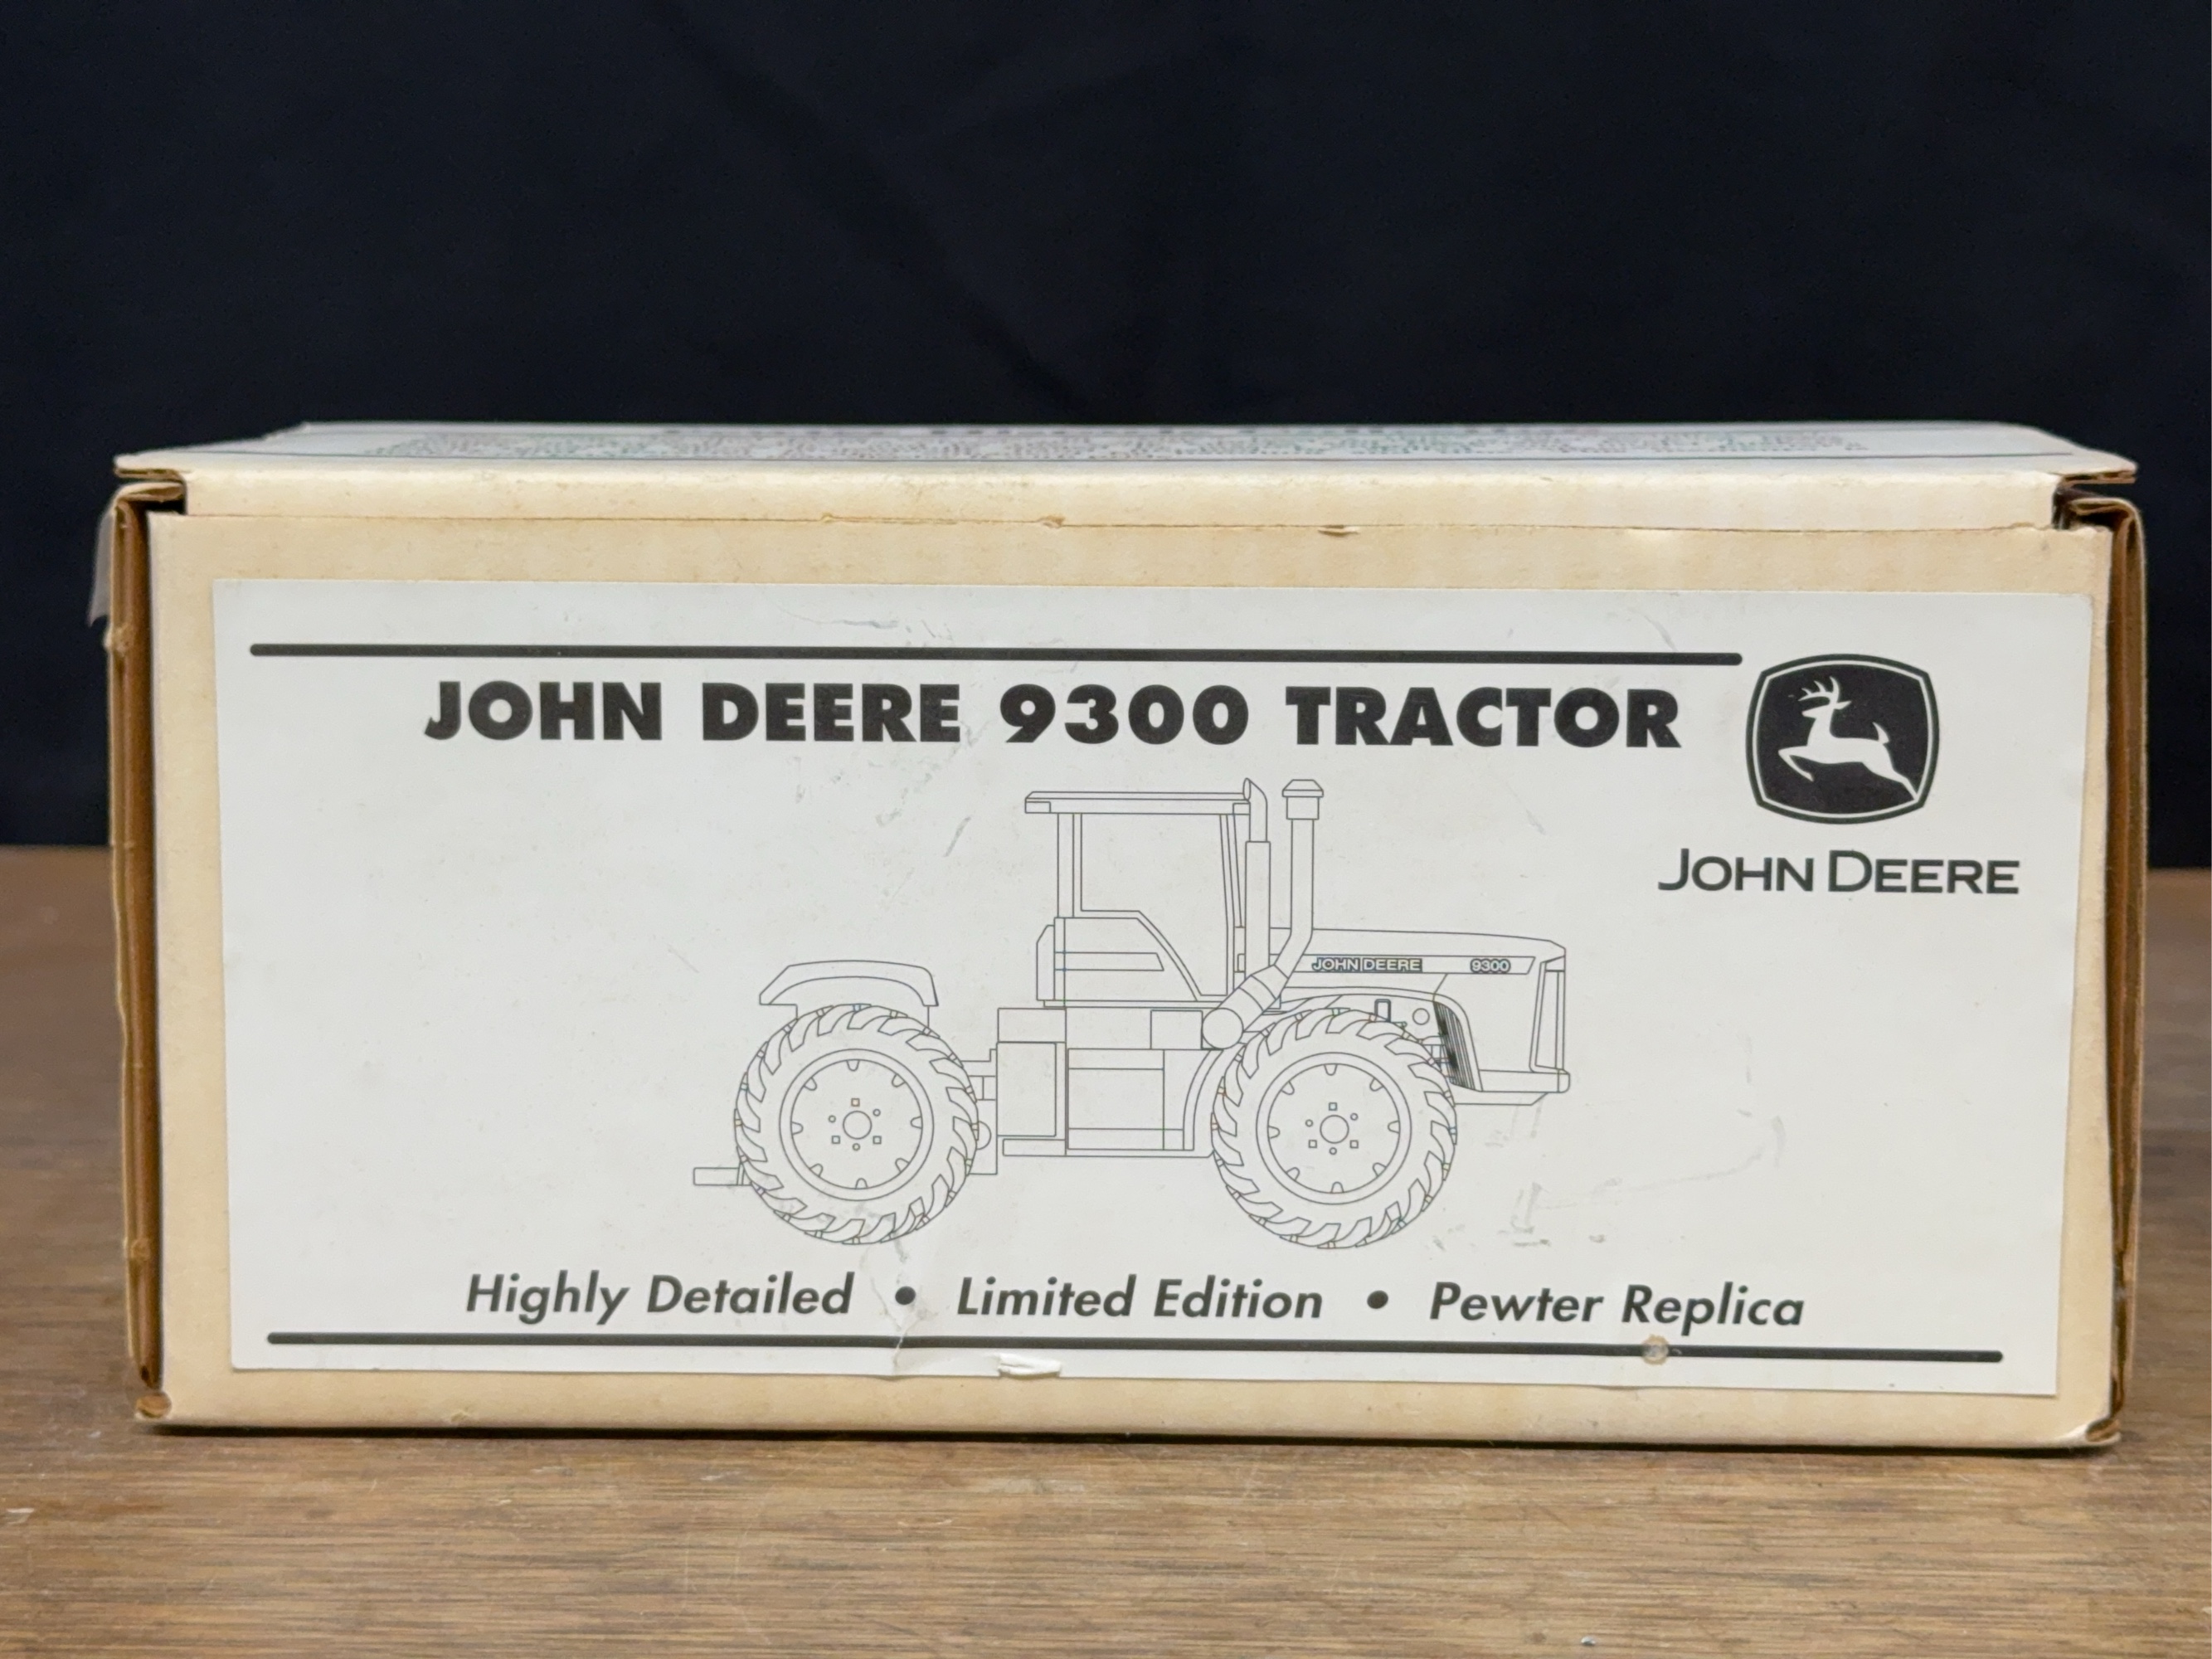 JOHN DEERE 9300 TRACTOR
JOHN DEERE
JOHN DEERE 9300
Highly Detailed • Limited Edition • Pewter Replica